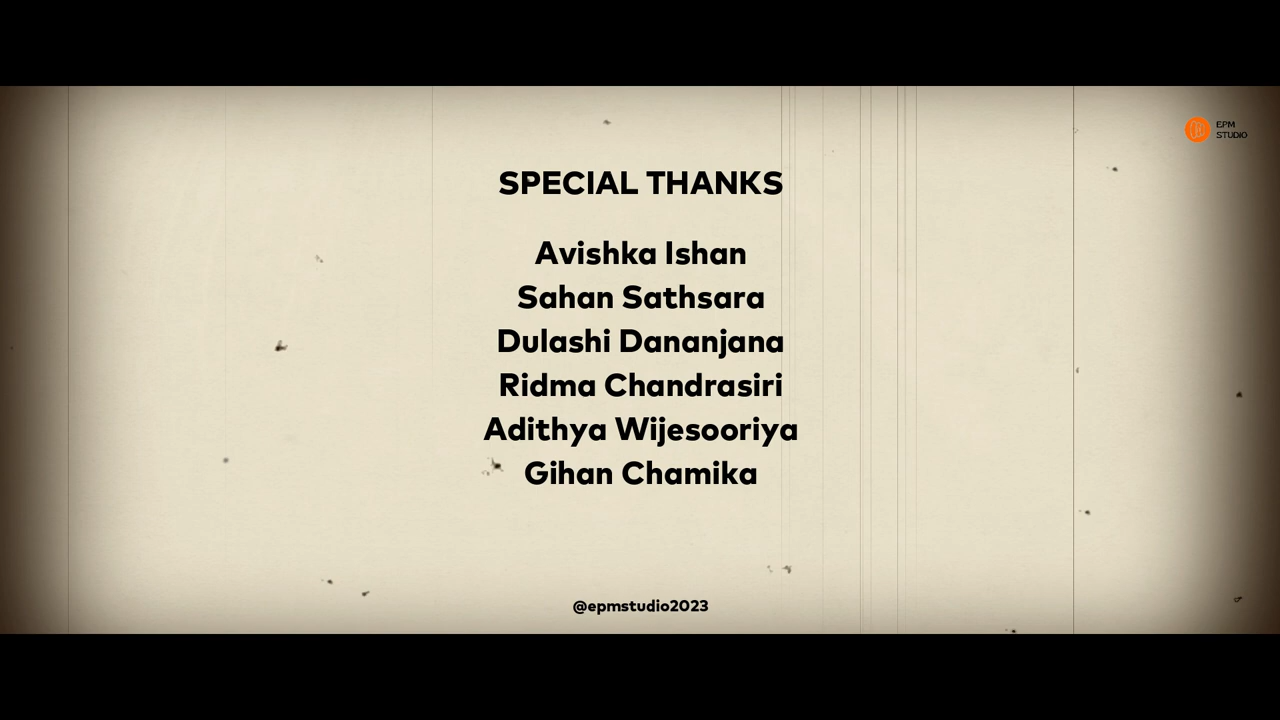 EPM
STUDIO
SPECIAL THANKS
Avishka Ishan
Sahan Sathsara
Dulashi Dananjana
Ridma Chandrasiri
Adithya Wijesooriya
Gihan Chamika
@epmstudio2023